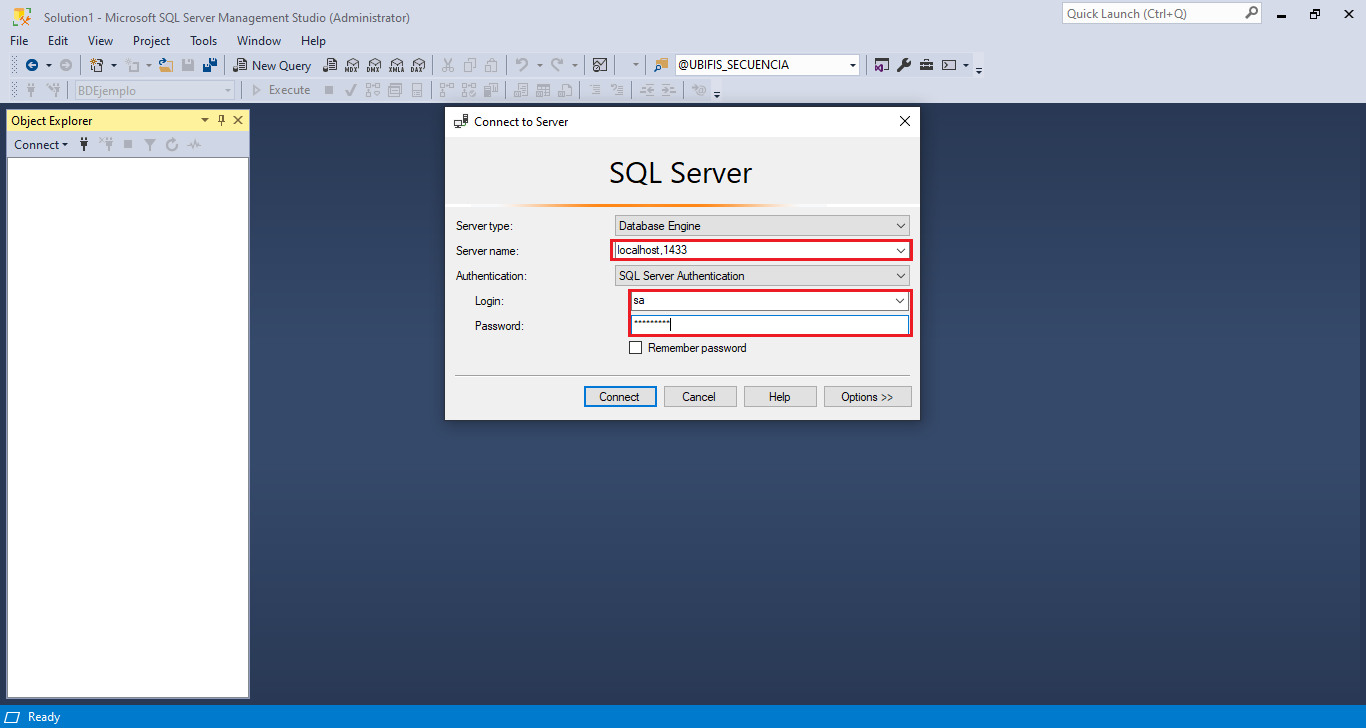 Solution1 - Microsoft SQL Server Management Studio (Administrator)
Quick Launch (Ctrl+Q)
File Edit View Project Tools Window Help
New Query MDX DMX XMLA DAX @UBIFIS_SECUENCIA
BDEjemplo Execute
Object Explorer
Connect
Connect to Server
SQL Server
Server type: Database Engine
Server name: localhost,1433
Authentication: SQL Server Authentication
Login: sa
Password: *********
Remember password
Connect Cancel Help Options >>
Ready